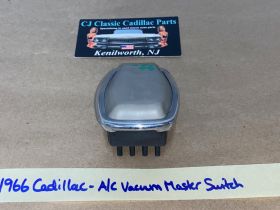 CJ Classic Cadillac Parts
Kenilworth, NJ
1966 Cadillac - A/C Vacuum Master Switch